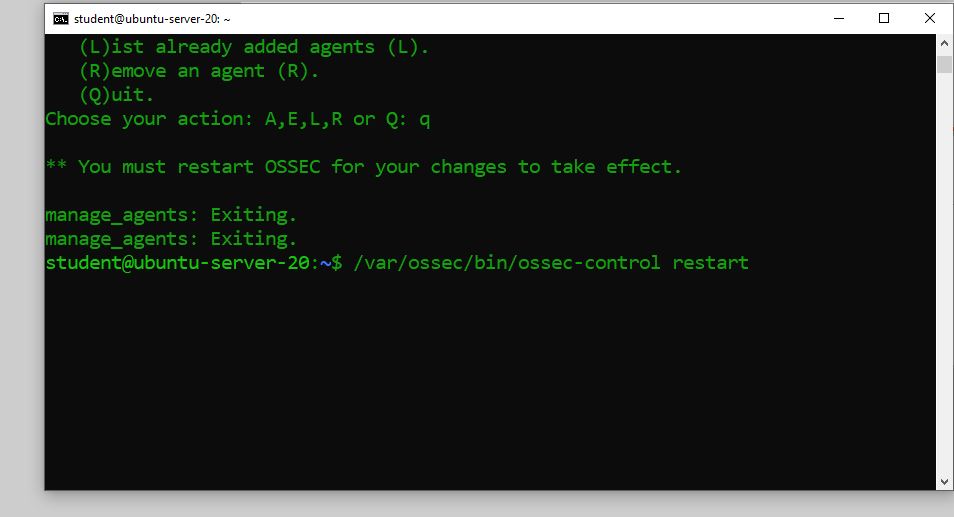 student@ubuntu-server-20: ~
(L)ist already added agents (L).
(R)emove an agent (R).
(Q)uit.
Choose your action: A,E,L,R or Q: q
** You must restart OSSEC for your changes to take effect.
manage_agents: Exiting.
manage_agents: Exiting.
student@ubuntu-server-20:~$ /var/ossec/bin/ossec-control restart